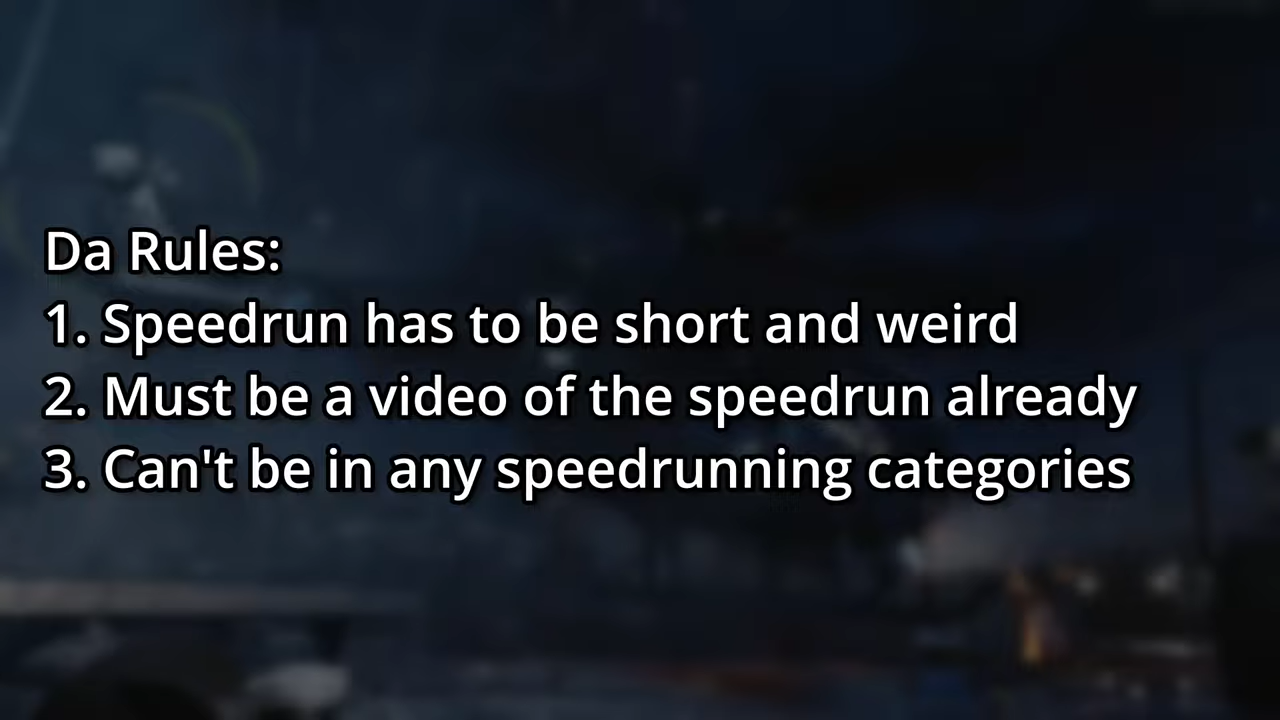 Da Rules:
1. Speedrun has to be short and weird
2. Must be a video of the speedrun already
3. Can't be in any speedrunning categories